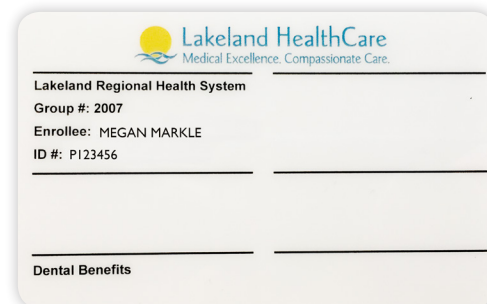 Lakeland HealthCare
Medical Excellence. Compassionate Care.
Lakeland Regional Health System
Group #: 2007
Enrollee: MEGAN MARKLE
ID #: P123456
Dental Benefits